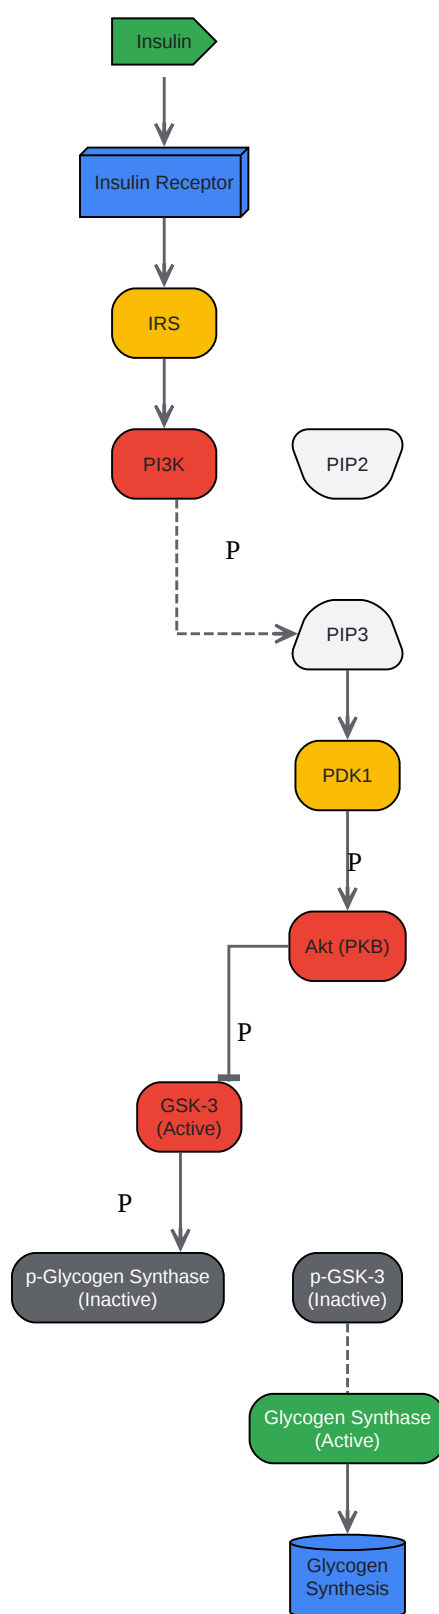 Insulin
Insulin Receptor
IRS
PI3K
PIP2
P
PIP3
PDK1
P
Akt (PKB)
P
GSK-3
(Active)
P
p-Glycogen Synthase
(Inactive)
p-GSK-3
(Inactive)
Glycogen Synthase
(Active)
Glycogen
Synthesis